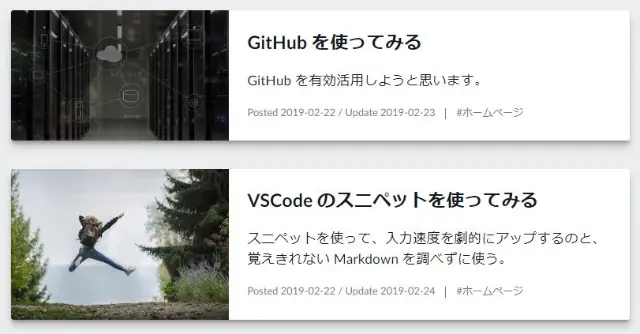 GitHub を使ってみる
GitHub を有効活用しようと思います。
Posted 2019-02-22 / Update 2019-02-23 | #ホームページ
VSCode のスニペットを使ってみる
スニペットを使って、入力速度を劇的にアップするのと、
覚えきれない Markdown を調べずに使う。
Posted 2019-02-22 / Update 2019-02-24 | #ホームページ